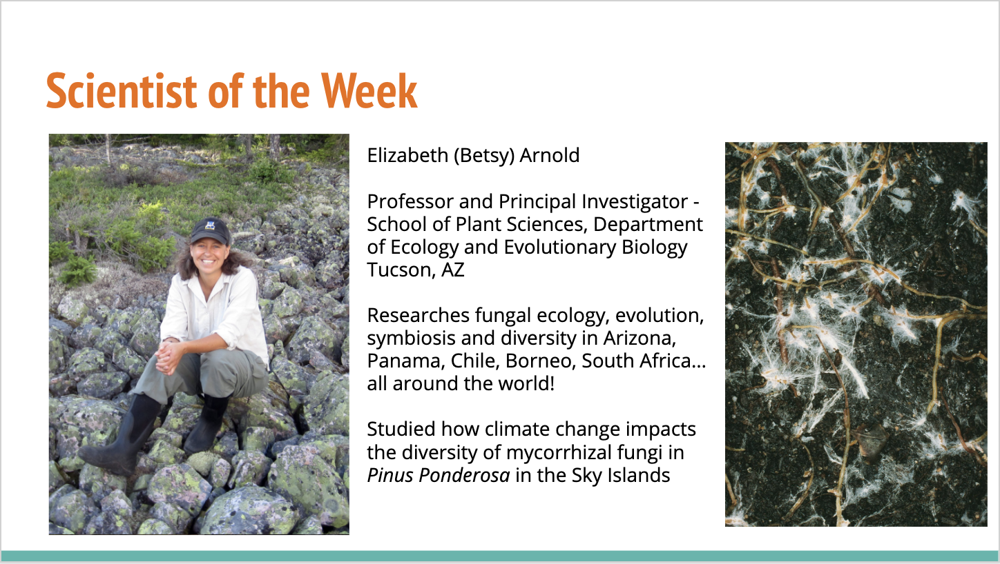 Scientist of the Week
Elizabeth (Betsy) Arnold
Professor and Principal Investigator -
School of Plant Sciences, Department
of Ecology and Evolutionary Biology
Tucson, AZ
Researches fungal ecology, evolution,
symbiosis and diversity in Arizona,
Panama, Chile, Borneo, South Africa...
all around the world!
Studied how climate change impacts
the diversity of mycorrhizal fungi in
Pinus Ponderosa in the Sky Islands